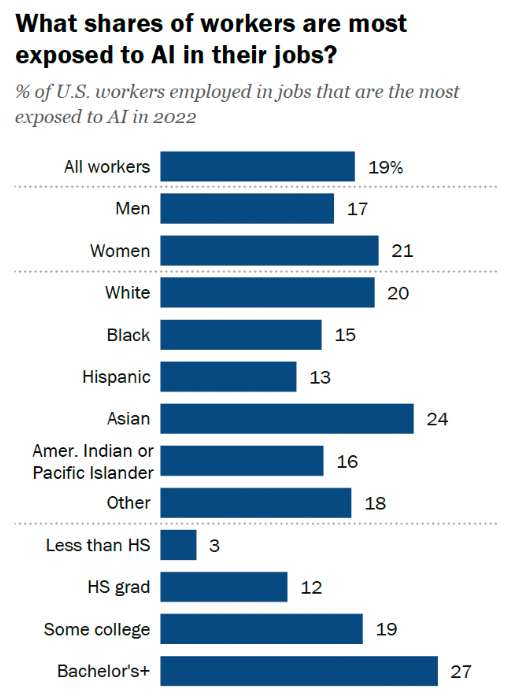 What shares of workers are most
exposed to AI in their jobs?
% of U.S. workers employed in jobs that are the most
exposed to AI in 2022
All workers 19%
Men 17
Women 21
White 20
Black 15
Hispanic 13
Asian 24
Amer. Indian or
Pacific Islander 16
Other 18
Less than HS 3
HS grad 12
Some college 19
Bachelor's+ 27